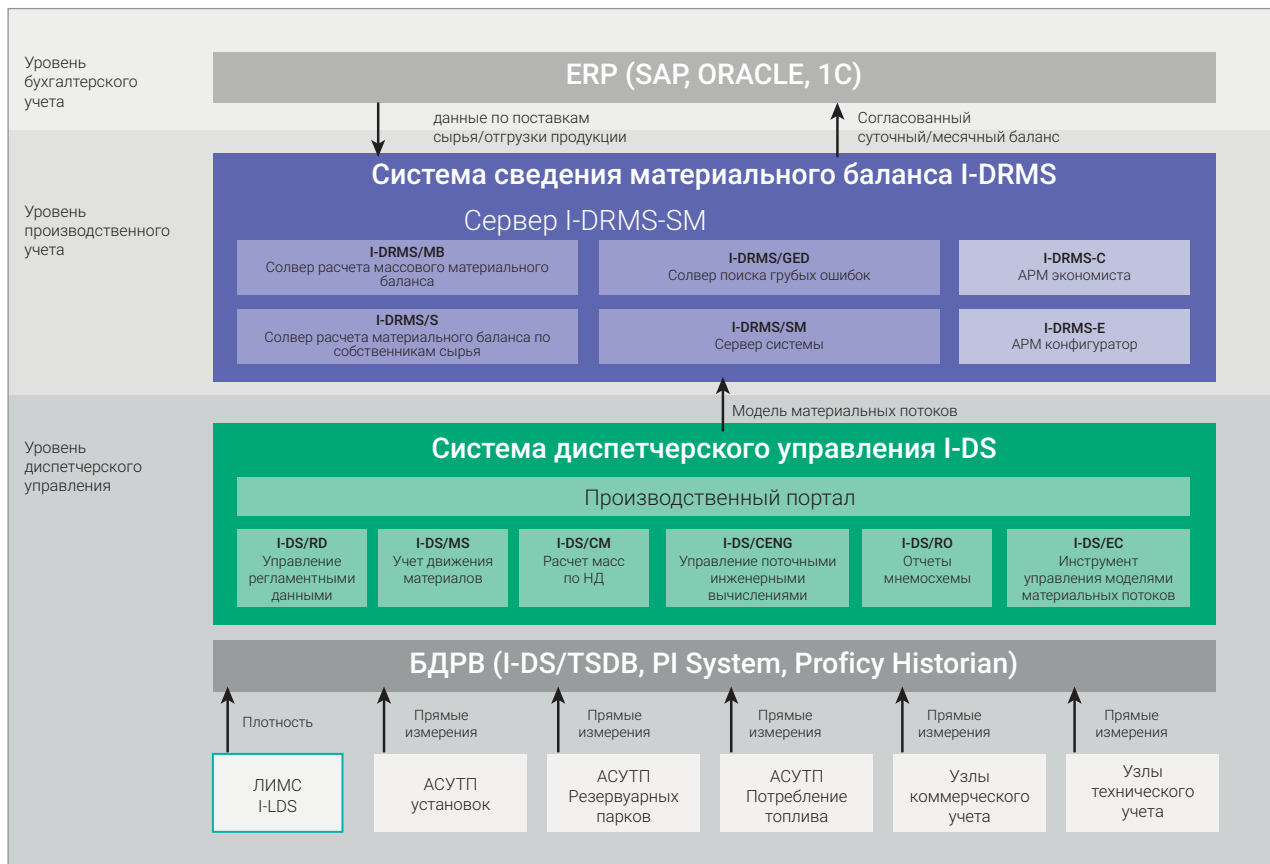 Уровень
бухгалтерского
учета
ERP (SAP, ORACLE, 1C)
данные по поставкам
сырья/отгрузки продукции
Согласованный
суточный/месячный баланс
Уровень
производственного
учета
Система сведения материального баланса I-DRMS
Сервер I-DRMS-SM
I-DRMS/MB
Солвер расчета массового материального
баланса
I-DRMS/GED
Солвер поиска грубых ошибок
I-DRMS-C
АРМ экономиста
I-DRMS/S
Солвер расчета материального баланса по
собственникам сырья
I-DRMS/SM
Сервер системы
I-DRMS-E
АРМ конфигуратор
Модель материальных потоков
Уровень
диспетчерского
управления
Система диспетчерского управления I-DS
Производственный портал
I-DS/RD
Управление
регламентными
данными
I-DS/MS
Учет движения
материалов
I-DS/CM
Расчет масс
по НД
I-DS/CENG
Управление поточными
инженерными
вычислениями
I-DS/RO
Отчеты
мнемосхемы
I-DS/EC
Инструмент
управления моделями
материальных потоков
БДРВ (I-DS/TSDB, PI System, Proficy Historian)
Плотность
Прямые
измерения
Прямые
измерения
Прямые
измерения
Прямые
измерения
Прямые
измерения
ЛИМС
I-LDS
АСУТП
установок
АСУТП
Резервуарных
парков
АСУТП
Потребление
топлива
Узлы
коммерческого
учета
Узлы
технического
учета